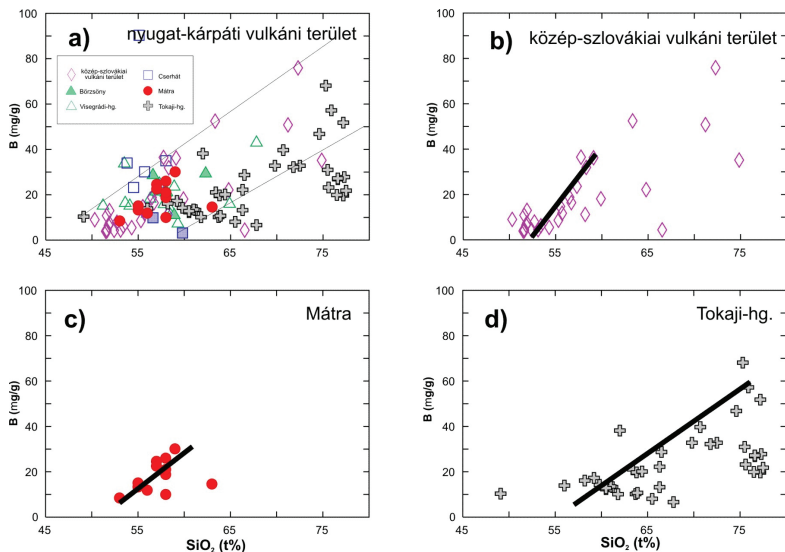 a)
nyugat-kárpáti vulkáni terület
közép-szlovákiai
vulkáni terület
Börzsöny
Visegrádi-hg.
Cserhát
Mátra
Tokaji-hg.
B (mg/g)
100
80
60
40
20
0
45
55
65
75
b)
közép-szlovákiai vulkáni terület
B (mg/g)
100
80
60
40
20
0
45
55
65
75
c)
Mátra
B (mg/g)
100
80
60
40
20
0
45
55
65
75
SiO₂ (t%)
d)
Tokaji-hg.
B (mg/g)
100
80
60
40
20
0
45
55
65
75
SiO₂ (t%)